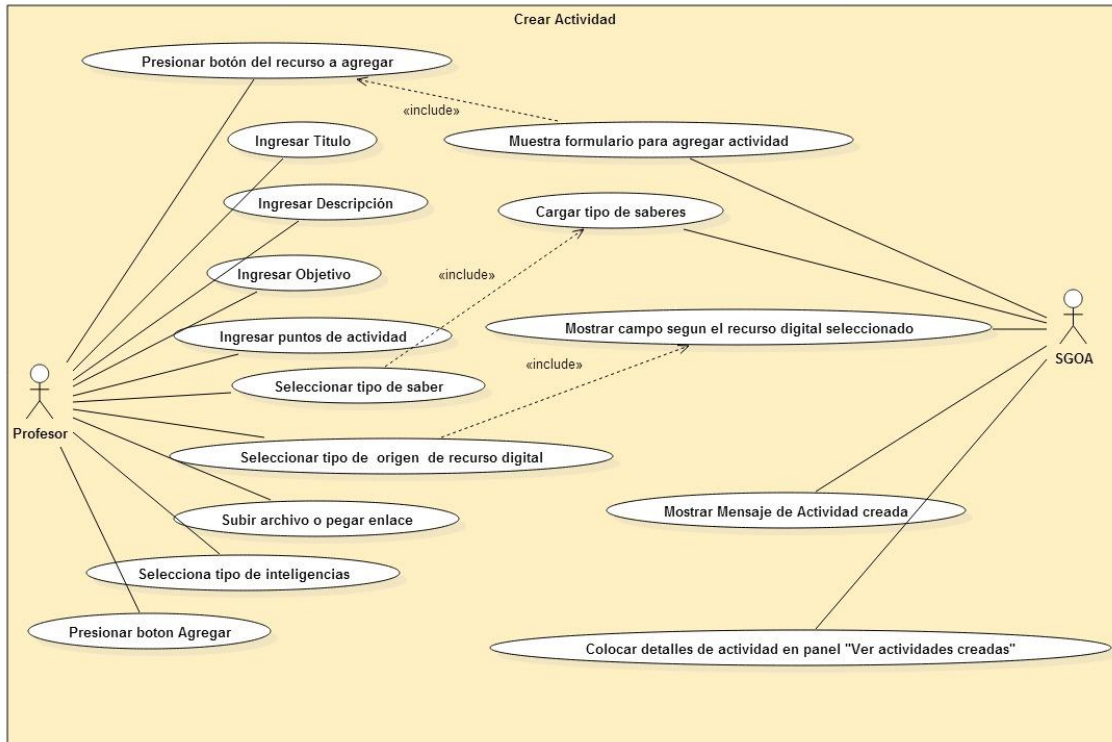 Crear Actividad
Presionar botón del recurso a agregar
«include»
Muestra formulario para agregar actividad
Ingresar Titulo
Ingresar Descripción
Cargar tipo de saberes
«include»
Ingresar Objetivo
Ingresar puntos de actividad
Mostrar campo segun el recurso digital seleccionado
SGOA
«include»
Seleccionar tipo de saber
Profesor
Seleccionar tipo de origen de recurso digital
Subir archivo o pegar enlace
Mostrar Mensaje de Actividad creada
Selecciona tipo de inteligencias
Presionar boton Agregar
Colocar detalles de actividad en panel "Ver actividades creadas"